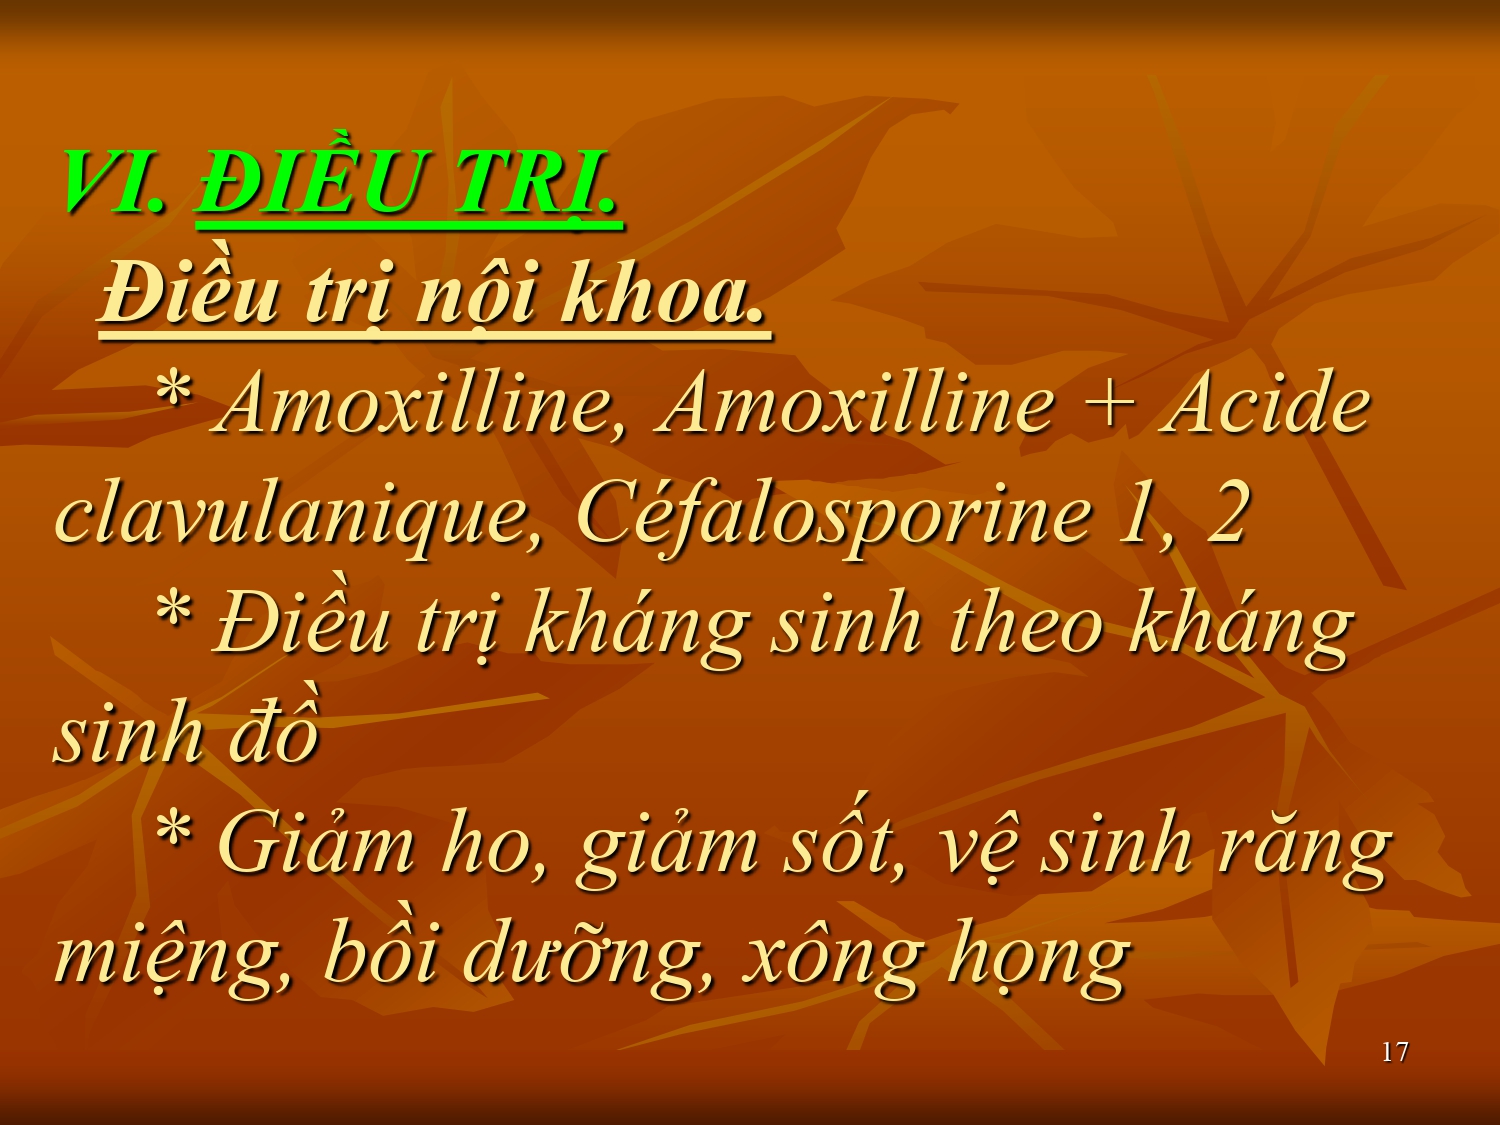 VI. ĐIỀU TRỊ.
Điều trị nội khoa.
* Amoxilline, Amoxilline + Acide
clavulanique, Céfalosporine 1, 2
* Điều trị kháng sinh theo kháng
sinh đồ
* Giảm ho, giảm sốt, vệ sinh răng
miệng, bồi dưỡng, xông họng
17